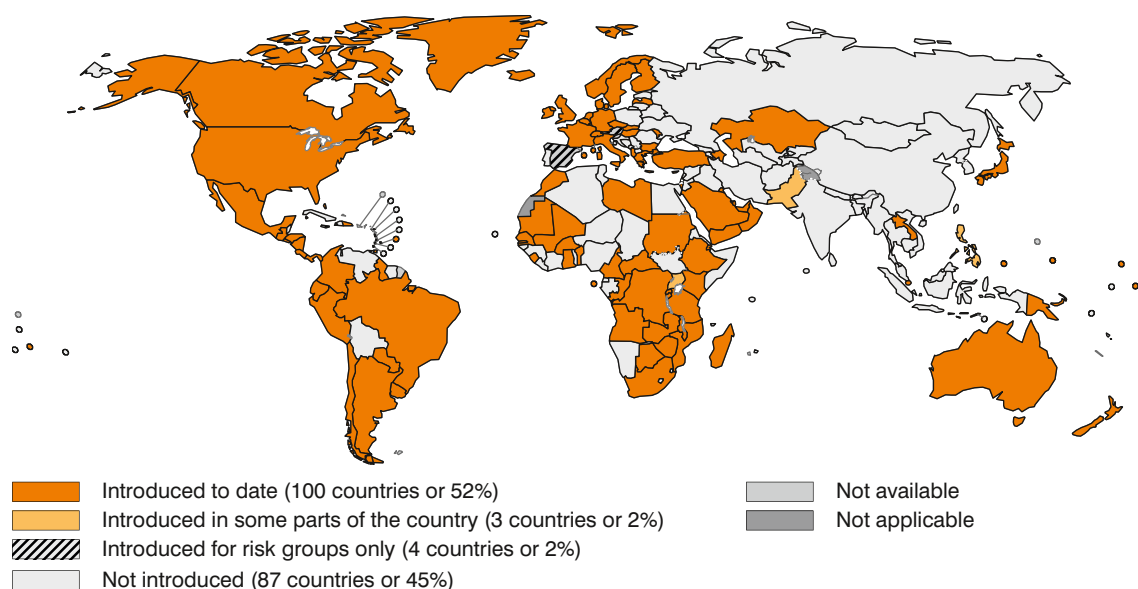 Introduced to date (100 countries or 52%)
Introduced in some parts of the country (3 countries or 2%)
Introduced for risk groups only (4 countries or 2%)
Not introduced (87 countries or 45%)
Not available
Not applicable